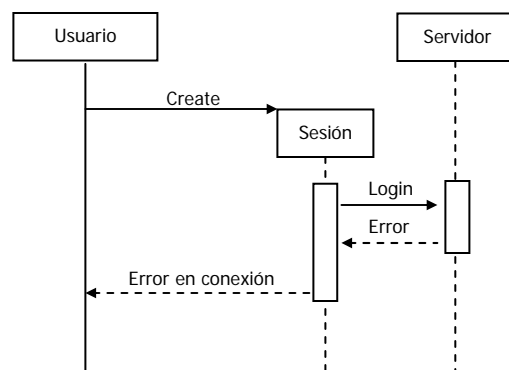 Usuario
Servidor
Create
Sesión
Login
Error
Error en conexión